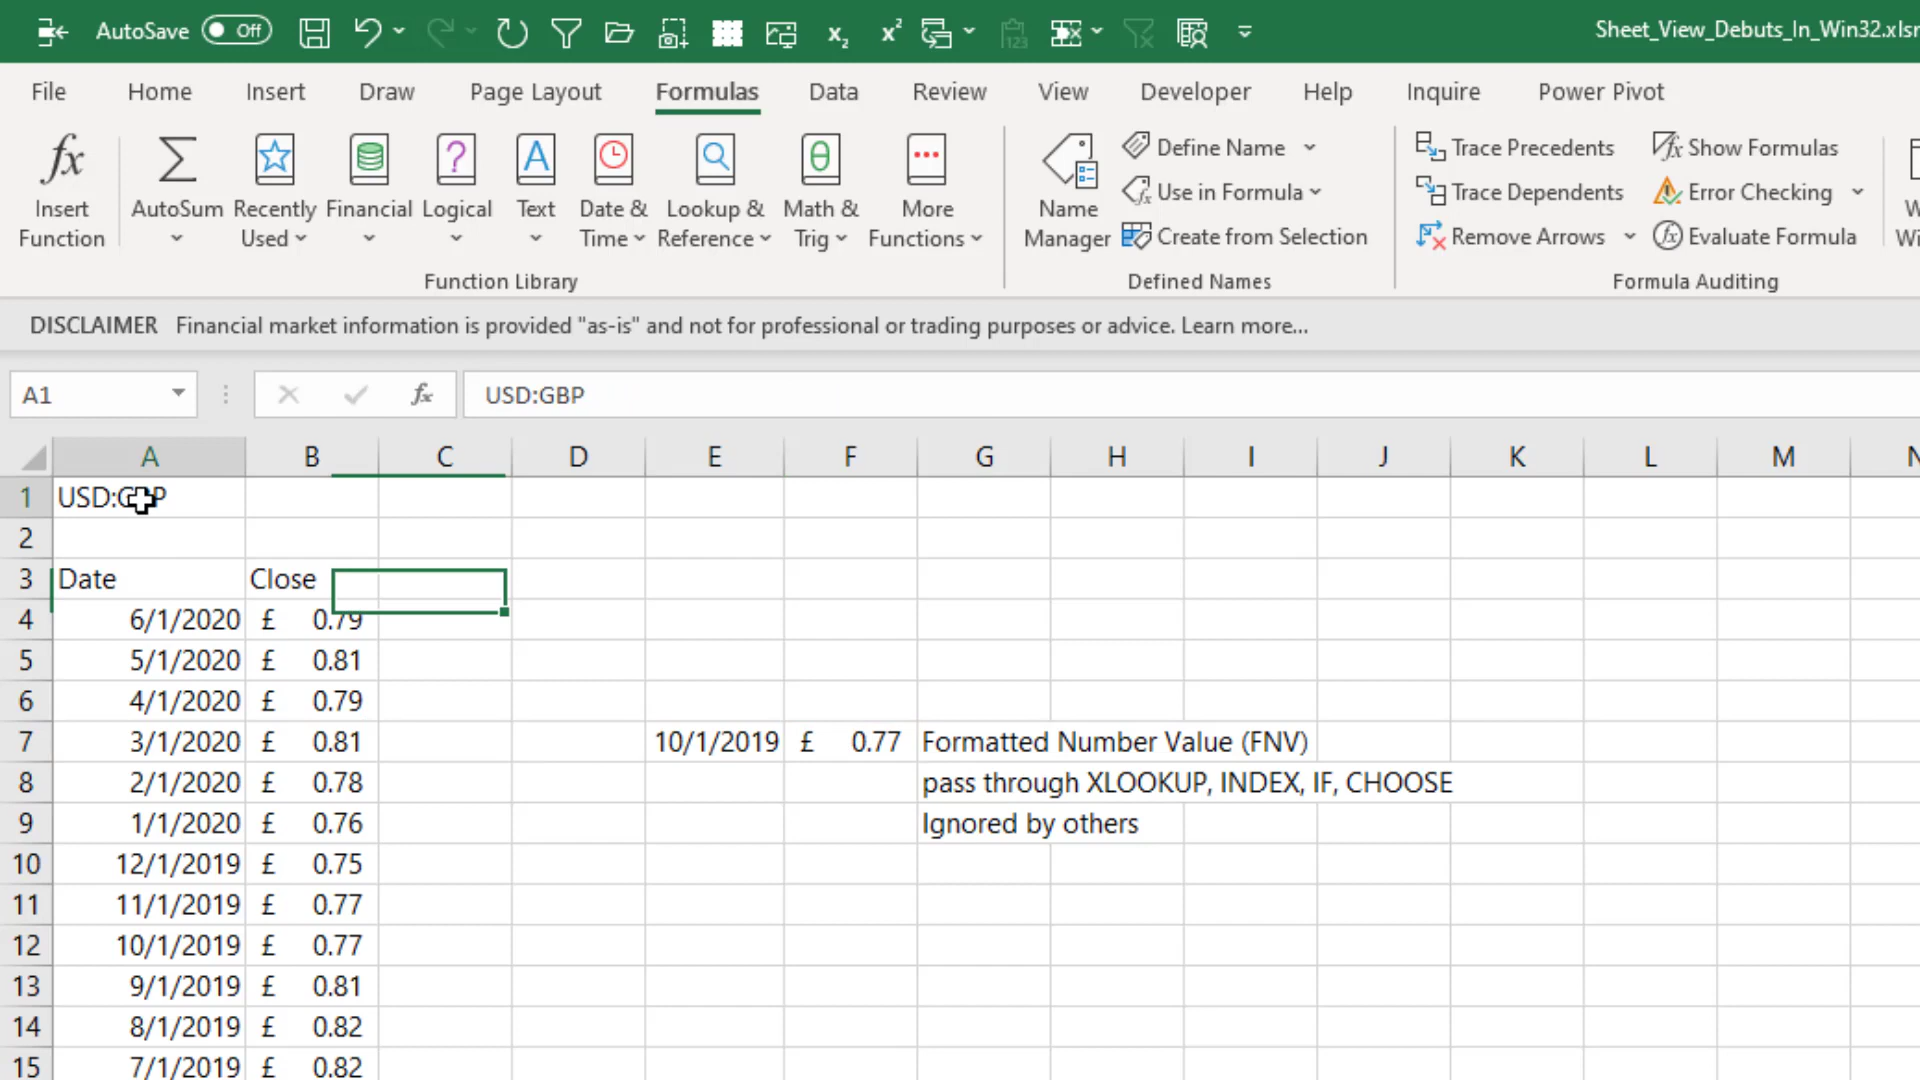 AutoSave Off Sheet_View_Debuts_In_Win32.xlsm
File Home Insert Draw Page Layout Formulas Data Review View Developer Help Inquire Power Pivot
Insert Function
AutoSum
Recently Used
Financial
Logical
Text
Date & Time
Lookup & Reference
Math & Trig
More Functions
Function Library
Name Manager
Define Name
Use in Formula
Create from Selection
Defined Names
Trace Precedents
Trace Dependents
Remove Arrows
Show Formulas
Error Checking
Evaluate Formula
Formula Auditing
DISCLAIMER Financial market information is provided "as-is" and not for professional or trading purposes or advice. Learn more...
A1 fx USD:GBP
A B C D E F G H I J K L M N
1 USD:GBP
2
3 Date Close
4 6/1/2020 £ 0.79
5 5/1/2020 £ 0.81
6 4/1/2020 £ 0.79
7 3/1/2020 £ 0.81 10/1/2019 £ 0.77 Formatted Number Value (FNV)
8 2/1/2020 £ 0.78 pass through XLOOKUP, INDEX, IF, CHOOSE
9 1/1/2020 £ 0.76 Ignored by others
10 12/1/2019 £ 0.75
11 11/1/2019 £ 0.77
12 10/1/2019 £ 0.77
13 9/1/2019 £ 0.81
14 8/1/2019 £ 0.82
15 7/1/2019 £ 0.82